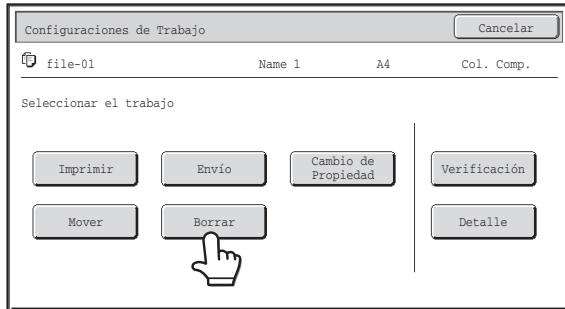 Configuraciones de Trabajo Cancelar
file-01 Name 1 A4 Col. Comp.
Seleccionar el trabajo
Imprimir Envío Cambio de Propiedad Verificación
Mover Borrar Detalle